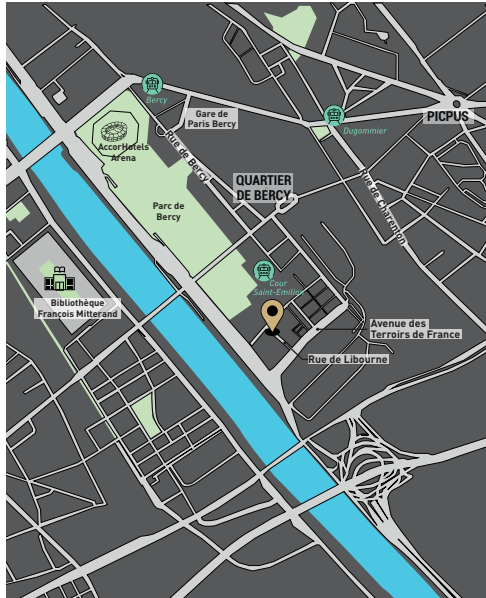 Bercy
Gare de
Paris Bercy
PICPUS
Dugommier
AccorHotels
Arena
Rue de Bercy
QUARTIER
DE BERCY
Rue de Charenton
Parc de
Bercy
Cour
Saint-Emilion
Bibliothèque
François Mitterand
Avenue des
Terroirs de France
Rue de Libourne